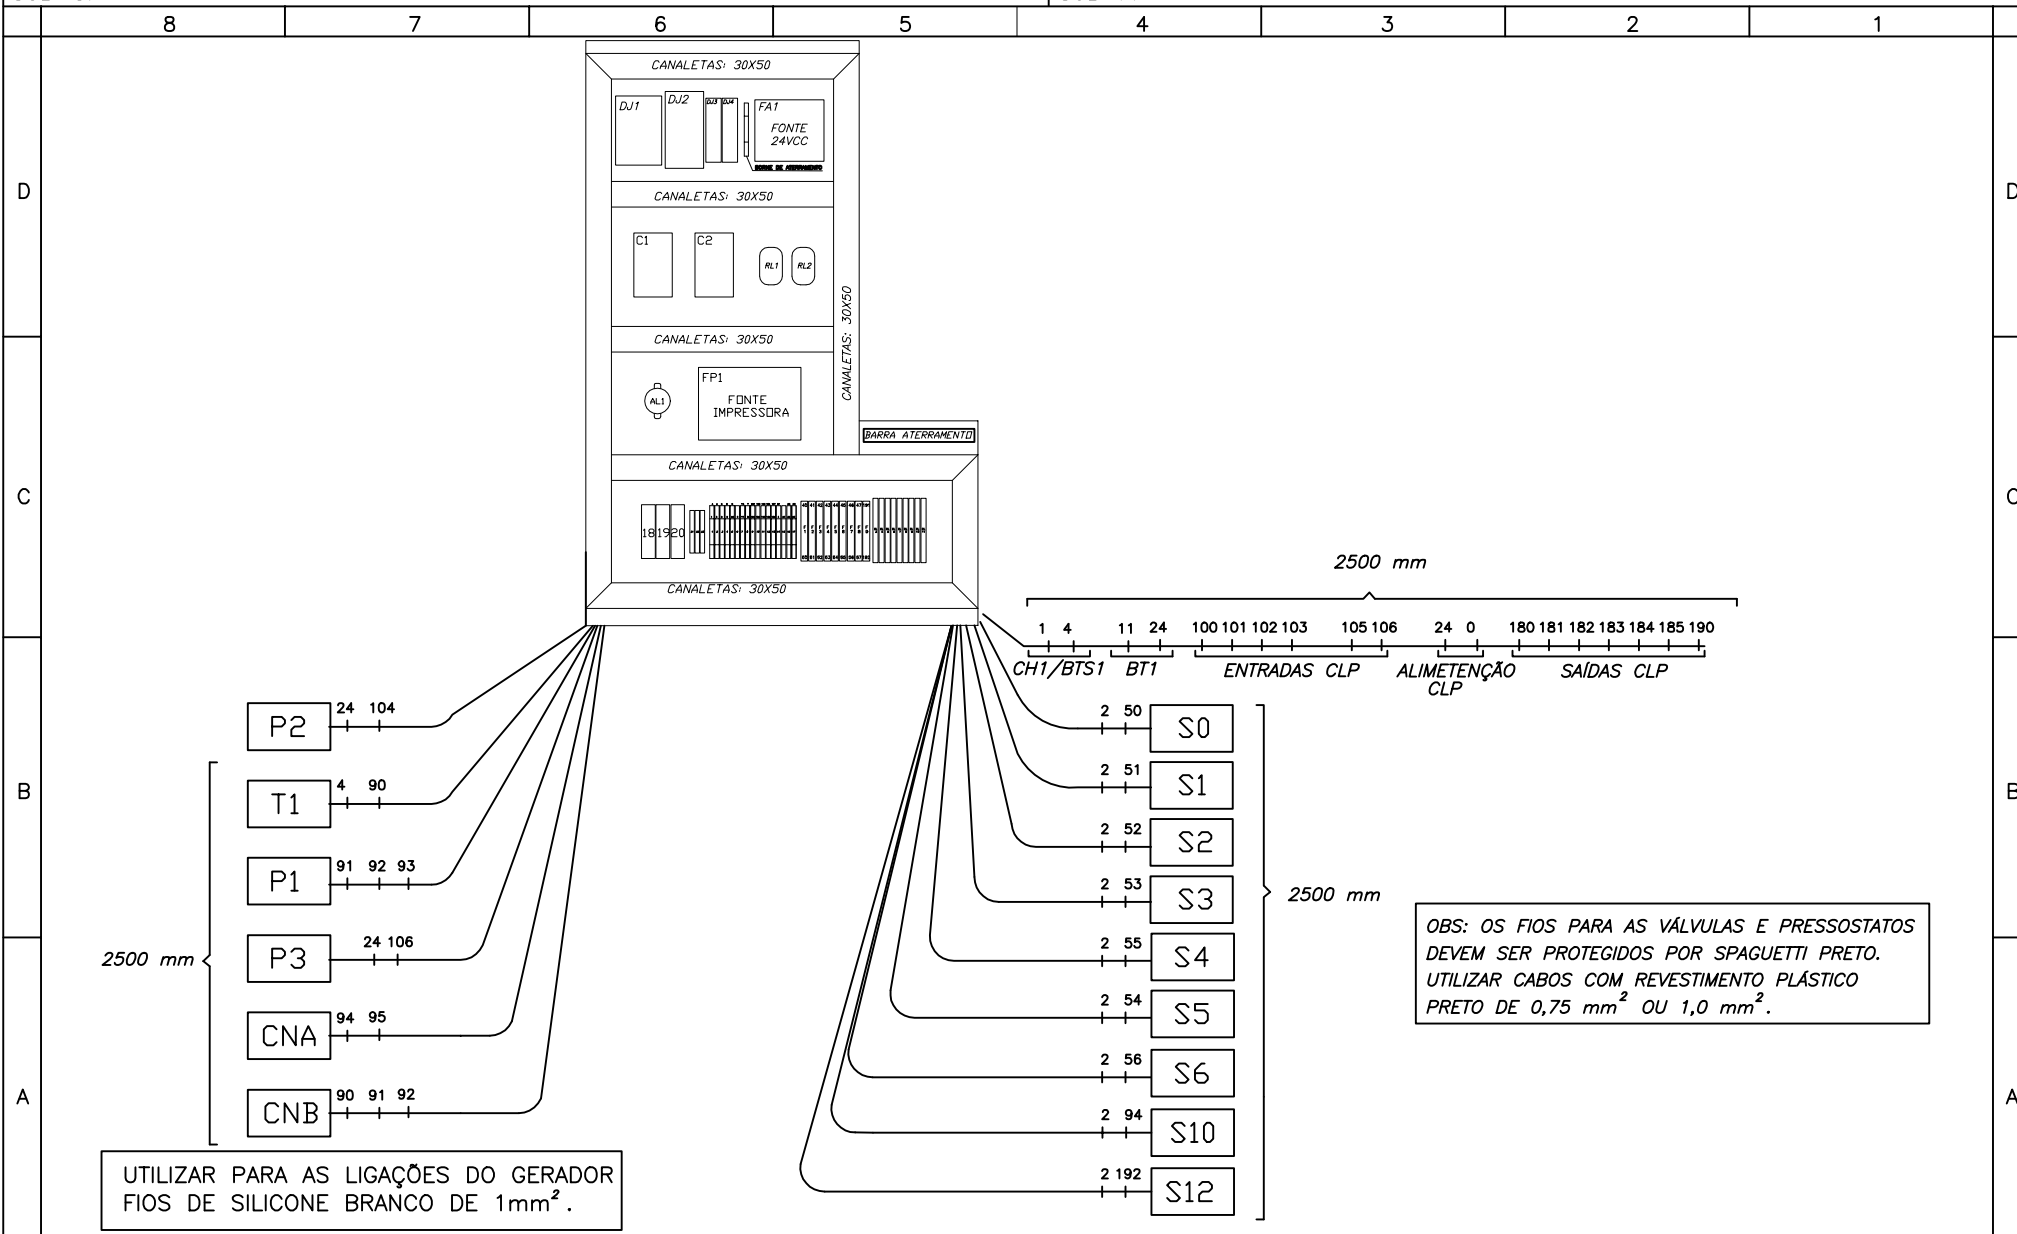 8 7 6 5 4 3 2 1
CANALETAS: 30X50
DJ1 DJ2 DJ3 DJ4 FA1
FONTE
24VCC
BORNE DE ATERRAMENTO
D D
CANALETAS: 30X50
C1 C2 RL1 RL2
CANALETAS: 30X50
CANALETAS: 30X50
FP1
AL1
FONTE
IMPRESSORA
BARRA ATERRAMENTO
CANALETAS: 30X50
C C
18 19 20
CANALETAS: 30X50
2500 mm
1 4 11 24 100 101 102 103 105 106 24 0 180 181 182 183 184 185 190
CH1/BTS1 BT1 ENTRADAS CLP ALIMETENÇÃO SAÍDAS CLP
CLP
P2 24 104
T1 4 90
P1 91 92 93
P3 24 106
CNA 94 95
CNB 90 91 92
2500 mm
B B
2 50 S0
2 51 S1
2 52 S2
2 53 S3
2 55 S4
2 54 S5
2 56 S6
2 94 S10
2 192 S12
2500 mm
OBS: OS FIOS PARA AS VÁLVULAS E PRESSOSTATOS
DEVEM SER PROTEGIDOS POR SPAGUETTI PRETO.
UTILIZAR CABOS COM REVESTIMENTO PLÁSTICO
PRETO DE 0,75 mm² OU 1,0 mm².
A A
UTILIZAR PARA AS LIGAÇÕES DO GERADOR
FIOS DE SILICONE BRANCO DE 1mm².